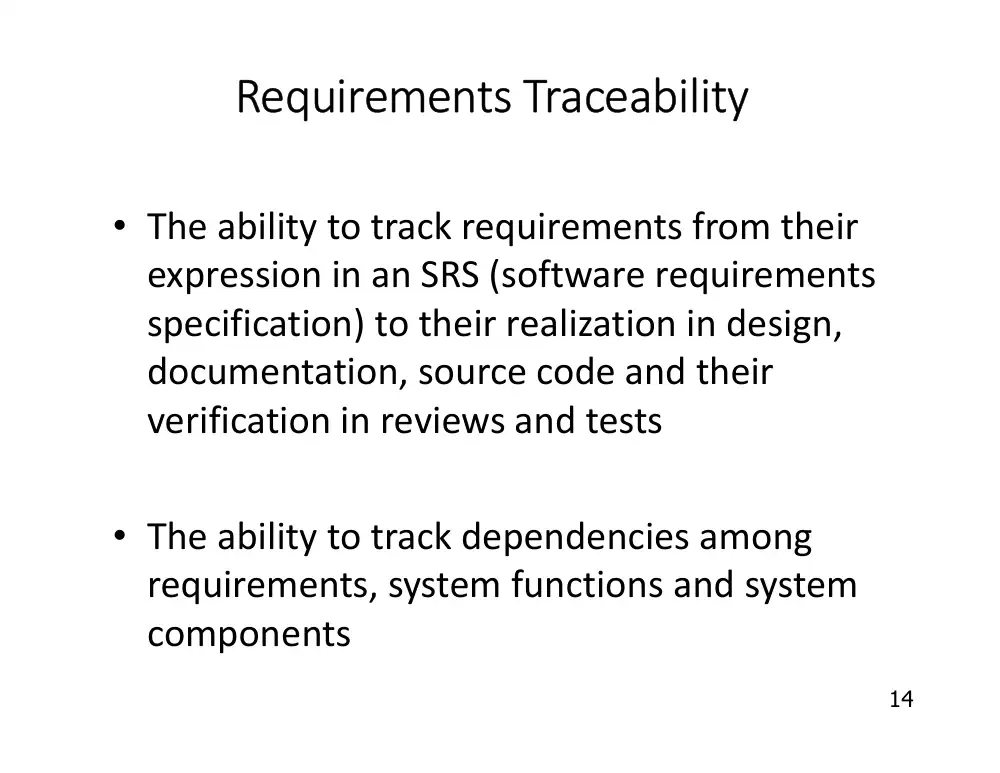 Requirements Traceability
• The ability to track requirements from their
expression in an SRS (software requirements
specification) to their realization in design,
documentation, source code and their
verification in reviews and tests
• The ability to track dependencies among
requirements, system functions and system
components
14